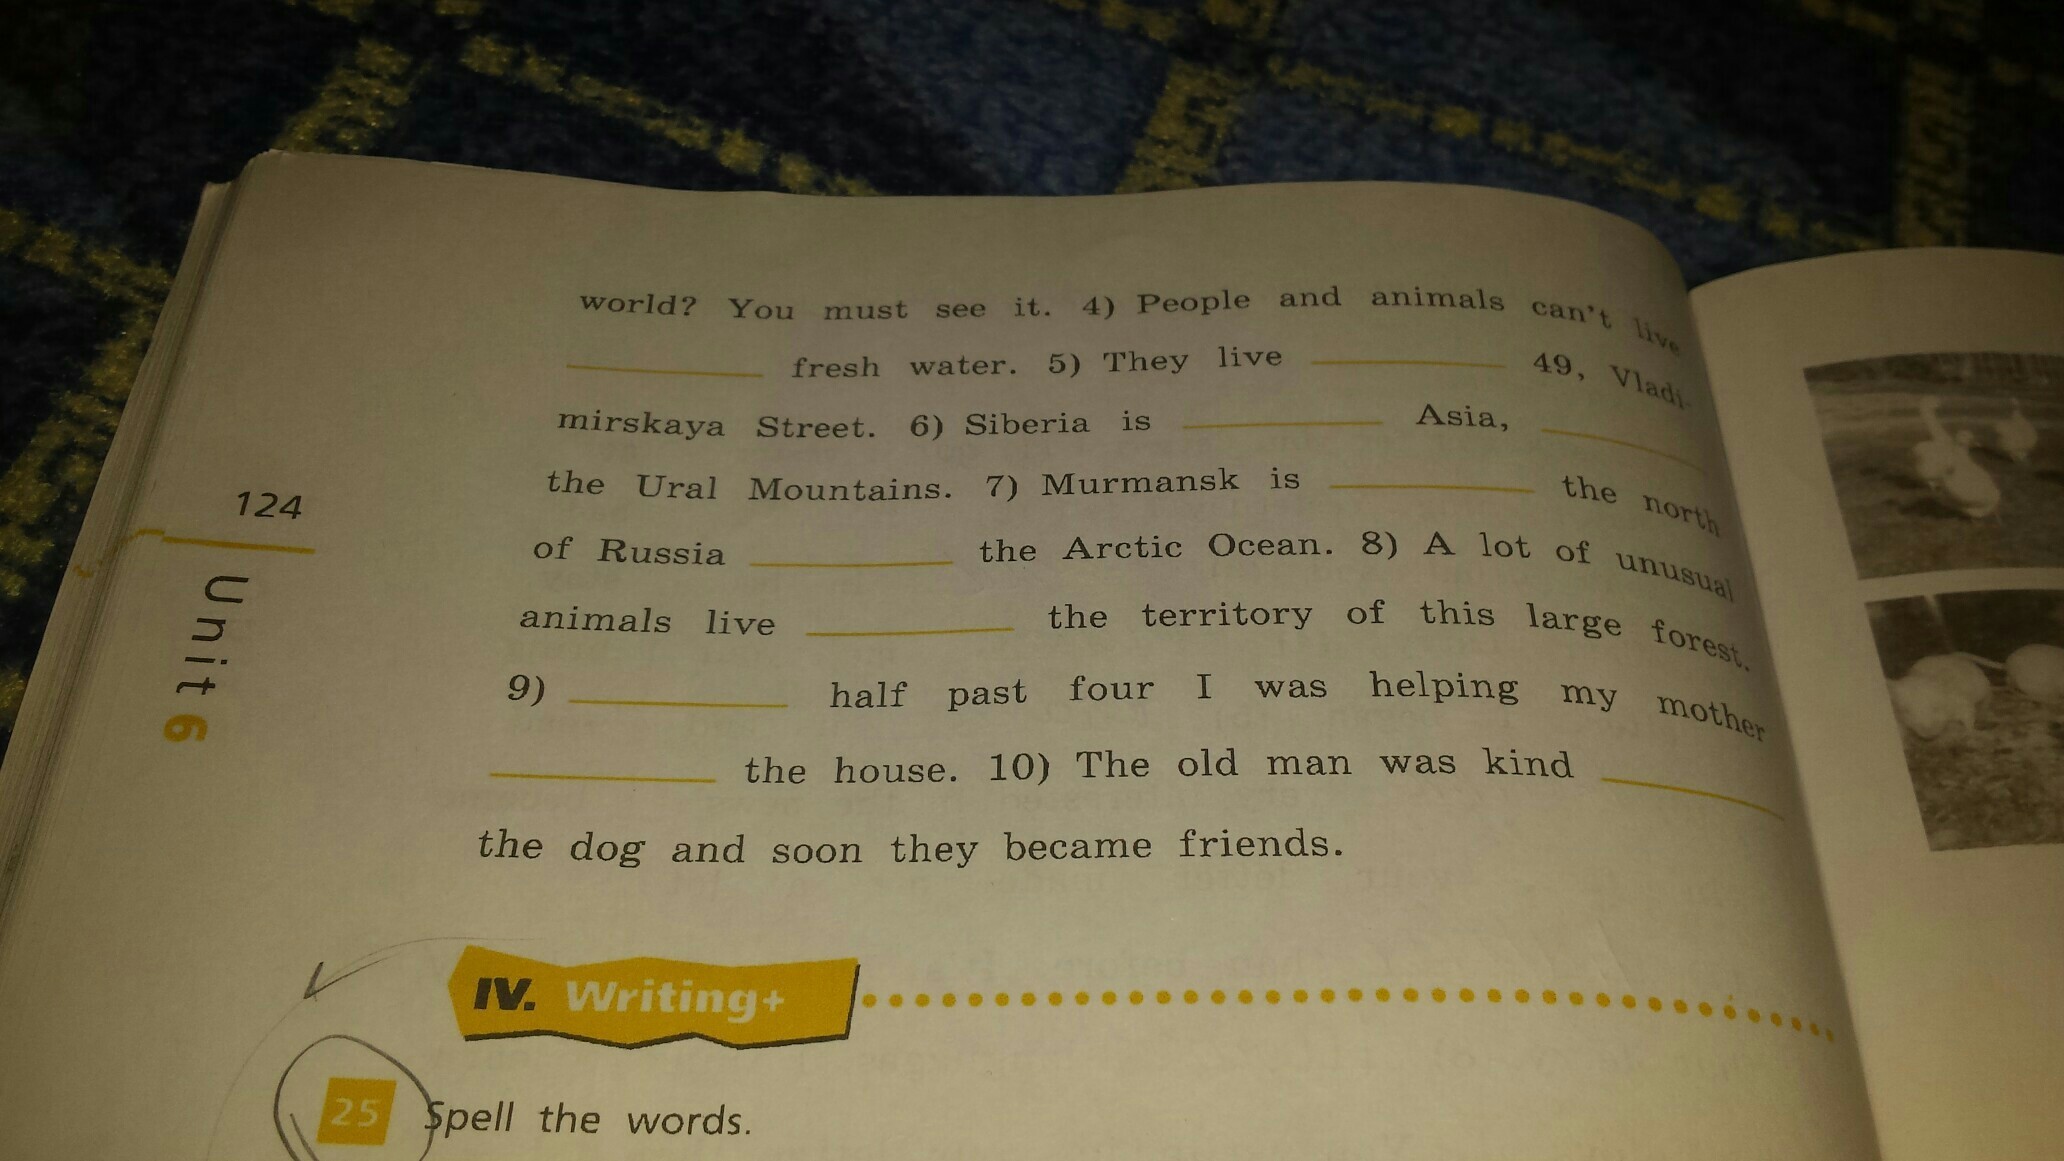 world? You must see it. 4) People and animals can't live
fresh water. 5) They live 49, Vladi-
mirskaya Street. 6) Siberia is Asia,
the Ural Mountains. 7) Murmansk is the north
of Russia the Arctic Ocean. 8) A lot of unusual
animals live the territory of this large forest.
9) half past four I was helping my mother
the house. 10) The old man was kind
the dog and soon they became friends.
124
Unit 6
IV. Writing+
25 Spell the words.